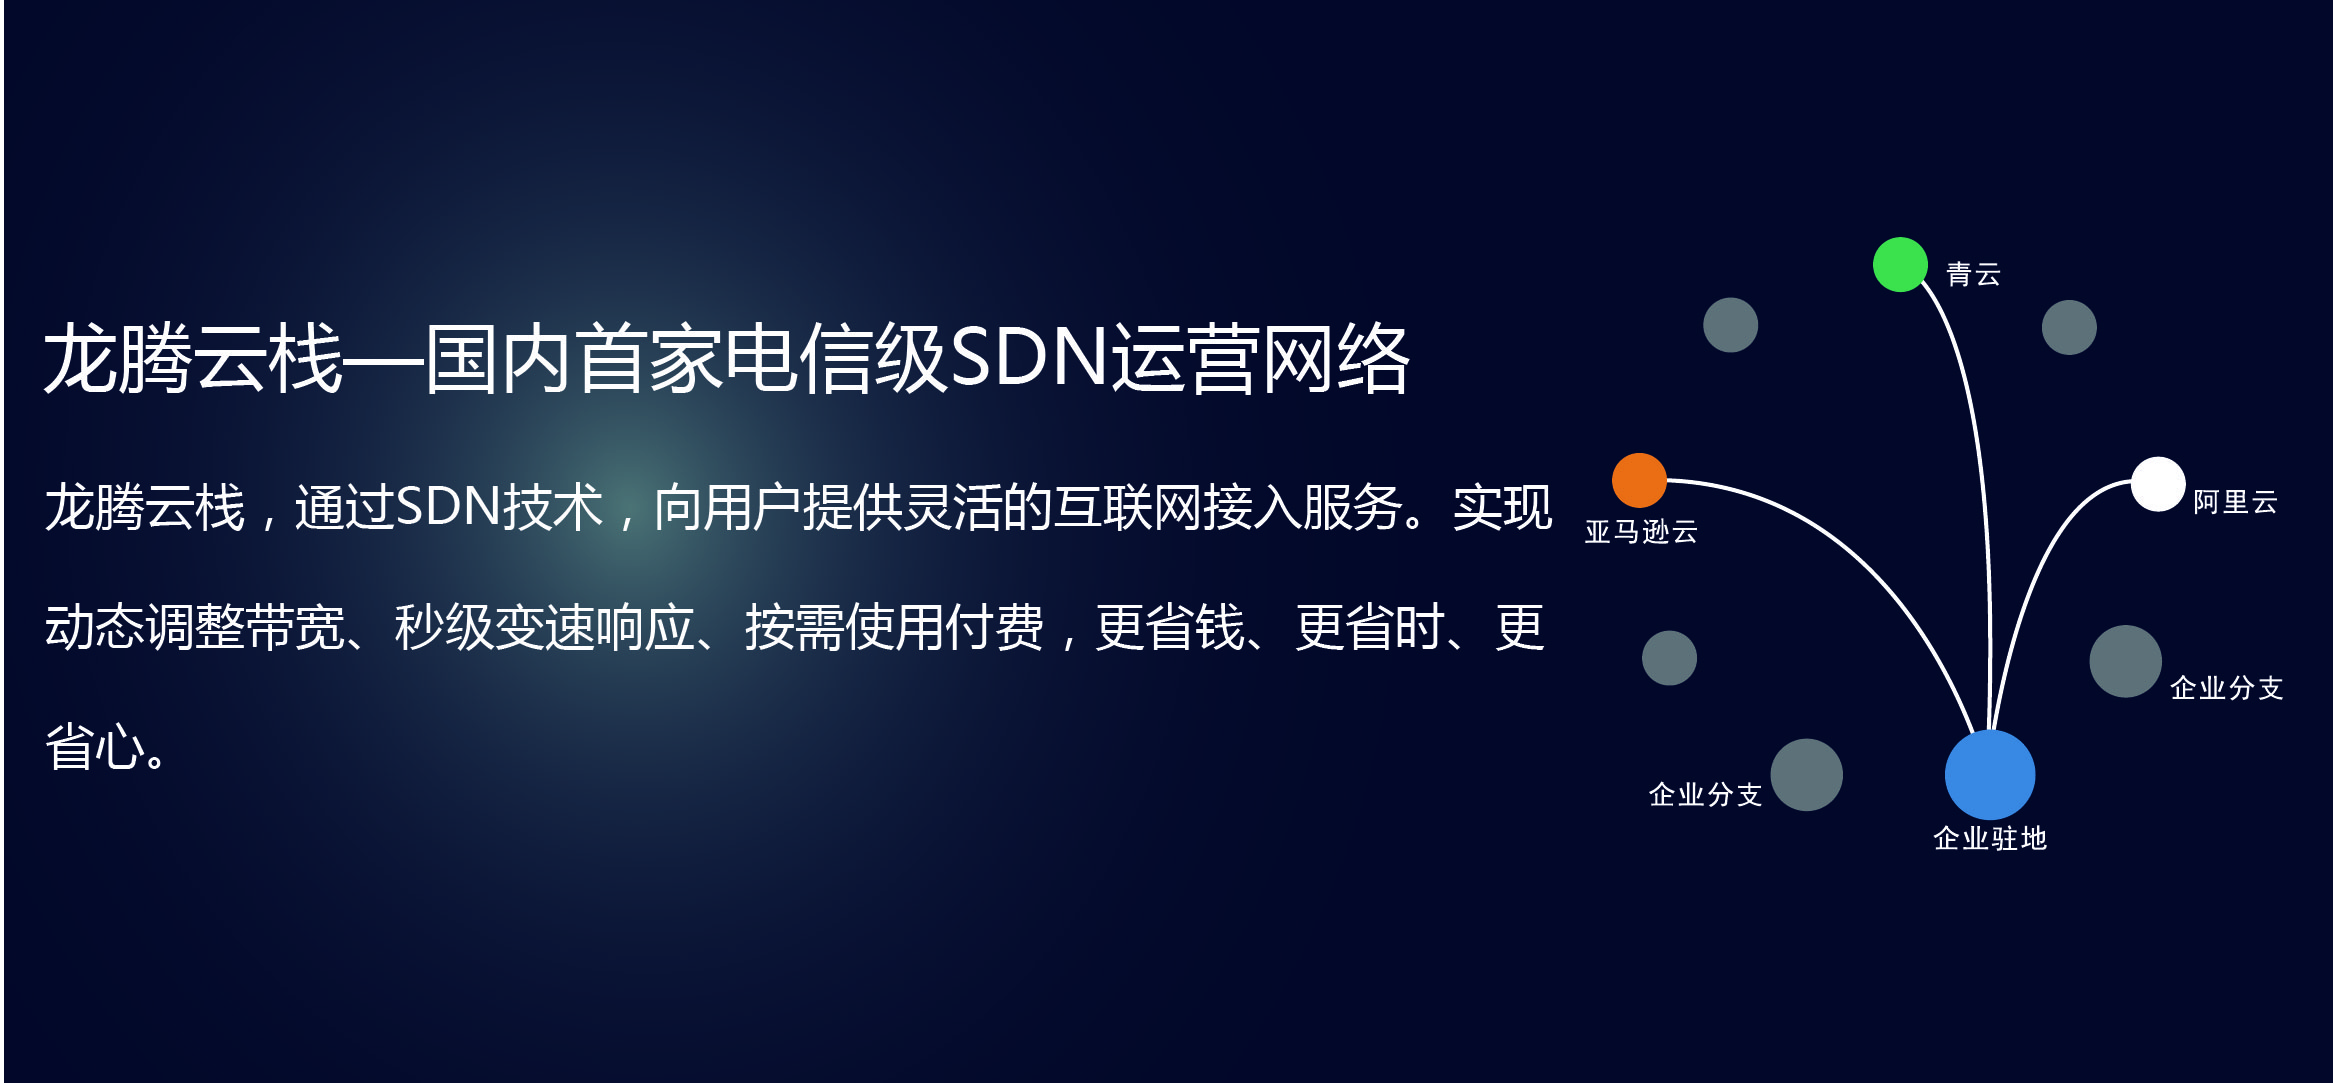 龙腾云栈—国内首家电信级SDN运营网络
龙腾云栈，通过SDN技术，向用户提供灵活的互联网接入服务。实现
动态调整带宽、秒级变速响应、按需使用付费，更省钱、更省时、更
省心。
青云
亚马逊云
阿里云
企业分支
企业分支
企业驻地